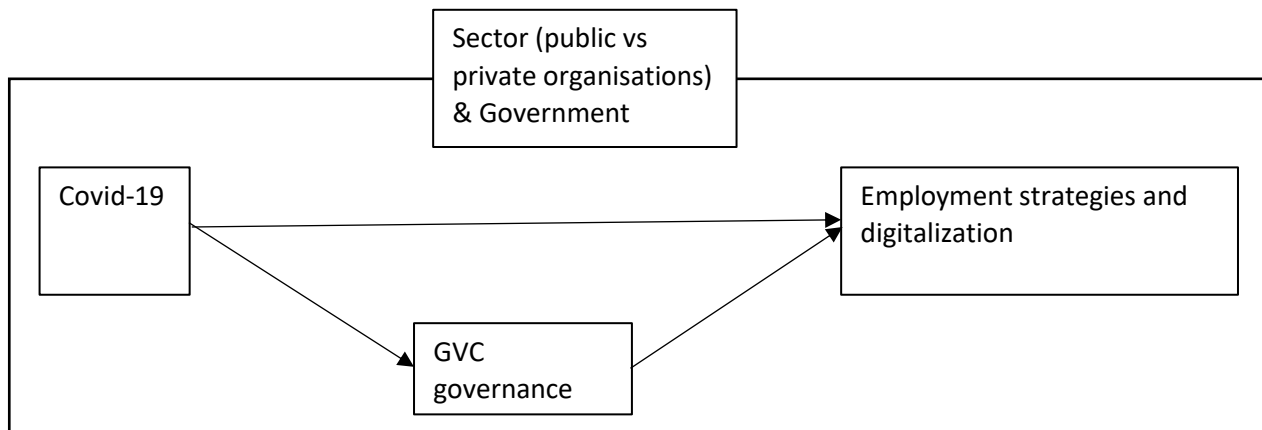 Sector (public vs
private organisations)
& Government
Covid-19
Employment strategies and
digitalization
GVC
governance